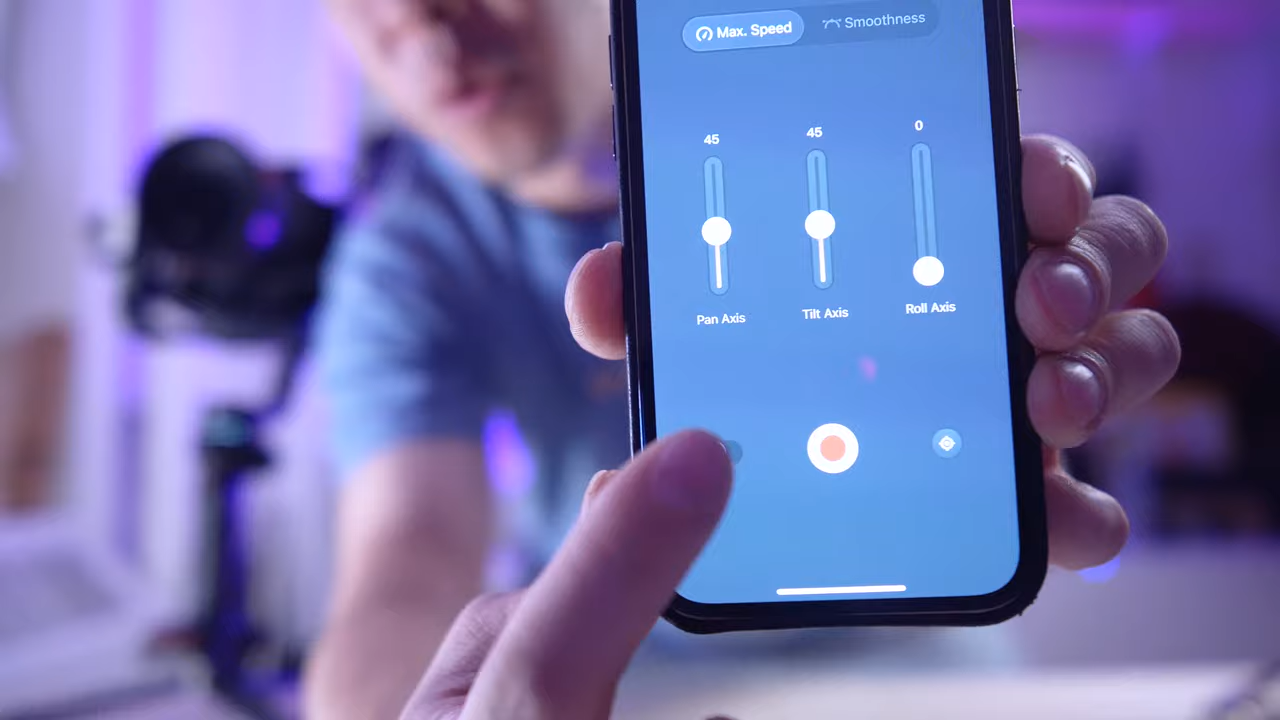 Max. Speed
Smoothness
45
45
0
Pan Axis
Tilt Axis
Roll Axis